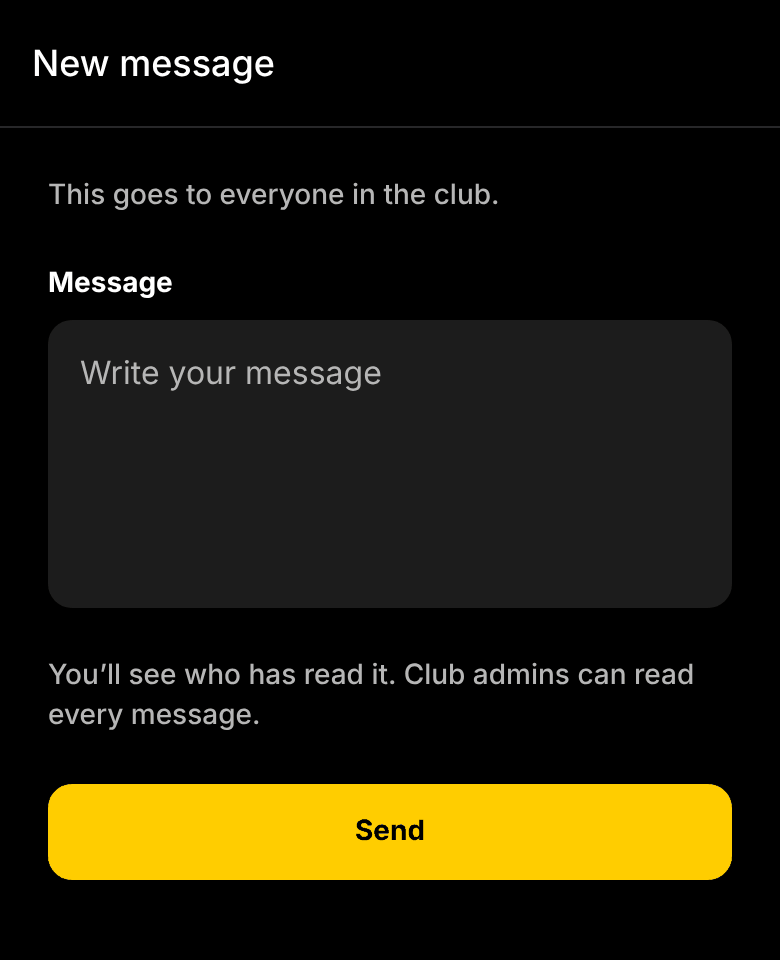 New message
This goes to everyone in the club.
Message
Write your message
You’ll see who has read it. Club admins can read
every message.
Send